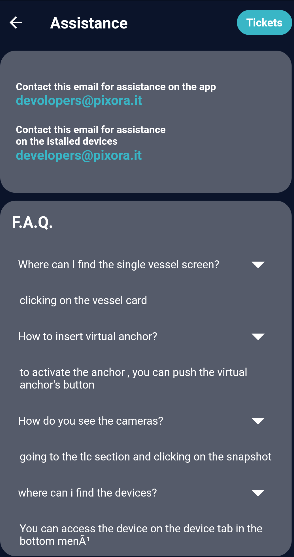 Assistance
Tickets
Contact this email for assistance on the app
devolopers@pixora.it
Contact this email for assistance
on the istalled devices
developers@pixora.it
F.A.Q.
Where can I find the single vessel screen?
clicking on the vessel card
How to insert virtual anchor?
to activate the anchor , you can push the virtual
anchor's button
How do you see the cameras?
going to the tlc section and clicking on the snapshot
where can i find the devices?
You can access the device on the device tab in the
bottom menÃ¹